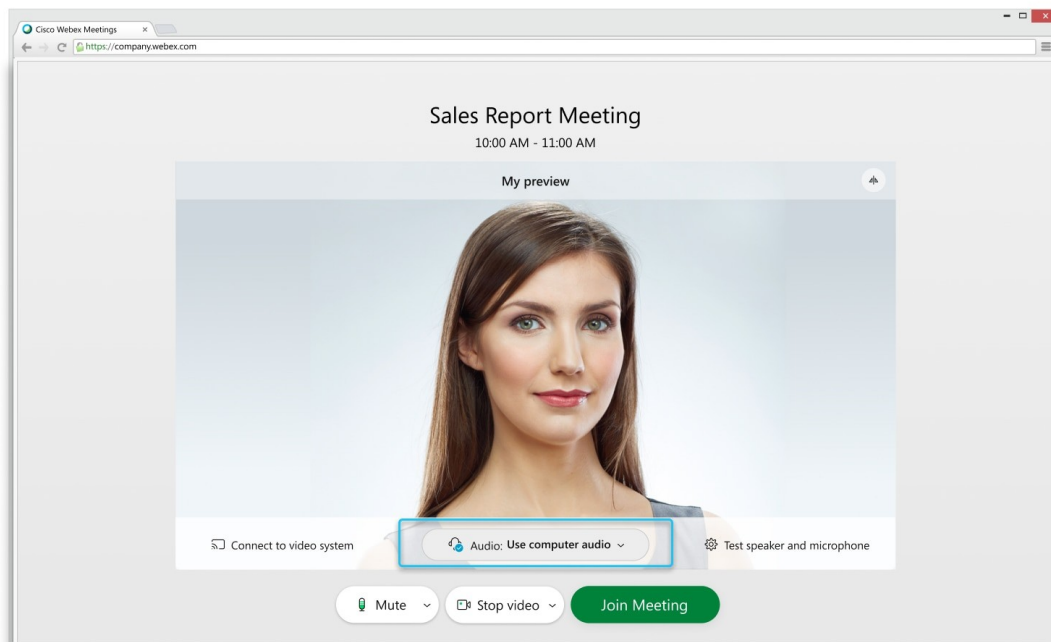 Cisco Webex Meetings
https://company.webex.com
Sales Report Meeting
10:00 AM - 11:00 AM
My preview
Connect to video system
Audio: Use computer audio
Test speaker and microphone
Mute
Stop video
Join Meeting